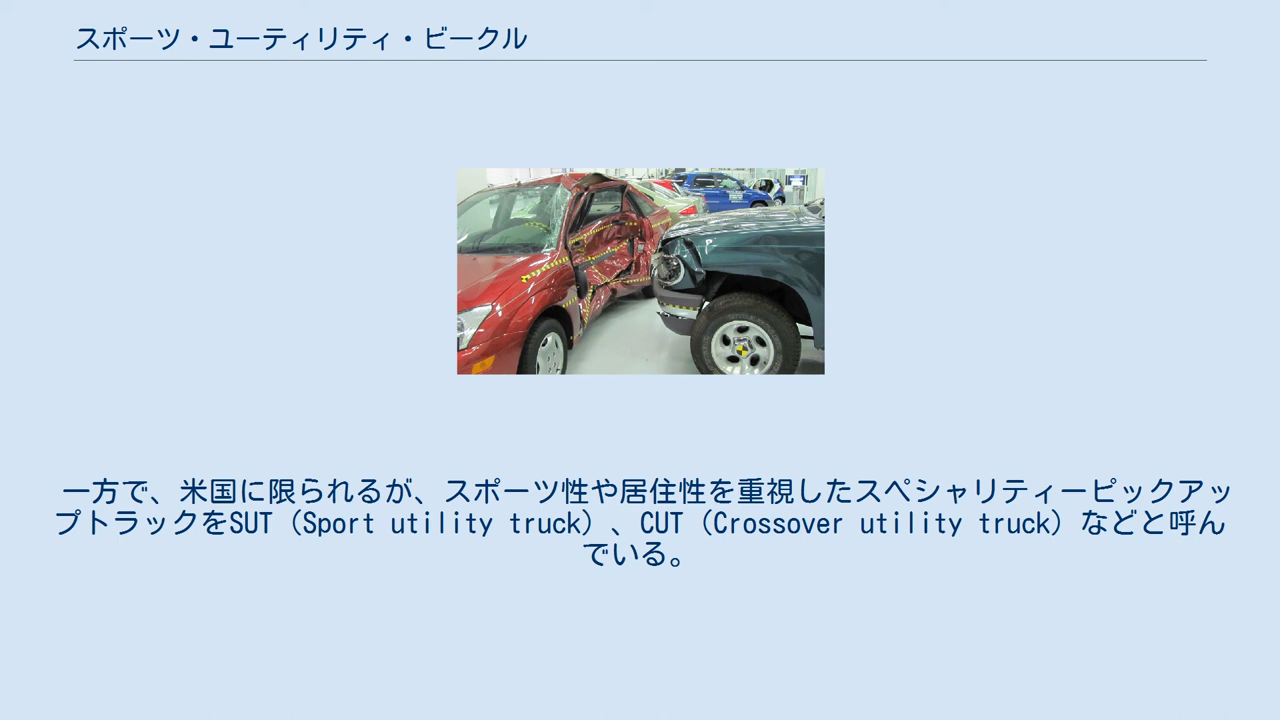 スポーツ・ユーティリティ・ビークル
一方で、米国に限られるが、スポーツ性や居住性を重視したスペシャリティーピックアッ
プトラックをSUT（Sport utility truck）、CUT（Crossover utility truck）などと呼ん
でいる。